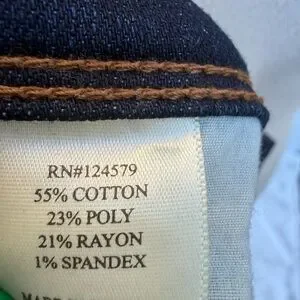 RN#124579
55% COTTON
23% POLY
21% RAYON
1% SPANDEX